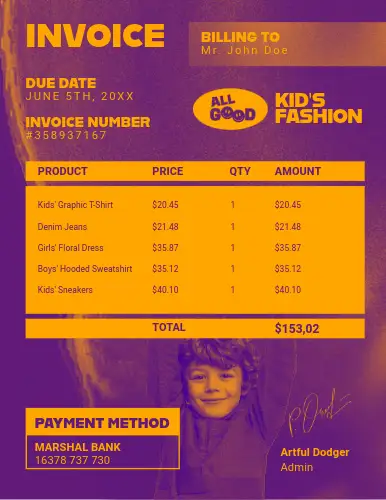 INVOICE
BILLING TO
Mr. John Doe
DUE DATE
JUNE 5TH, 20XX
INVOICE NUMBER
#358937167
ALL
GOOD
KID'S
FASHION
PRODUCT PRICE QTY AMOUNT
Kids' Graphic T-Shirt $20.45 1 $20.45
Denim Jeans $21.48 1 $21.48
Girls' Floral Dress $35.87 1 $35.87
Boys' Hooded Sweatshirt $35.12 1 $35.12
Kids' Sneakers $40.10 1 $40.10
TOTAL $153,02
PAYMENT METHOD
MARSHAL BANK
16378 737 730
Artful Dodger
Admin